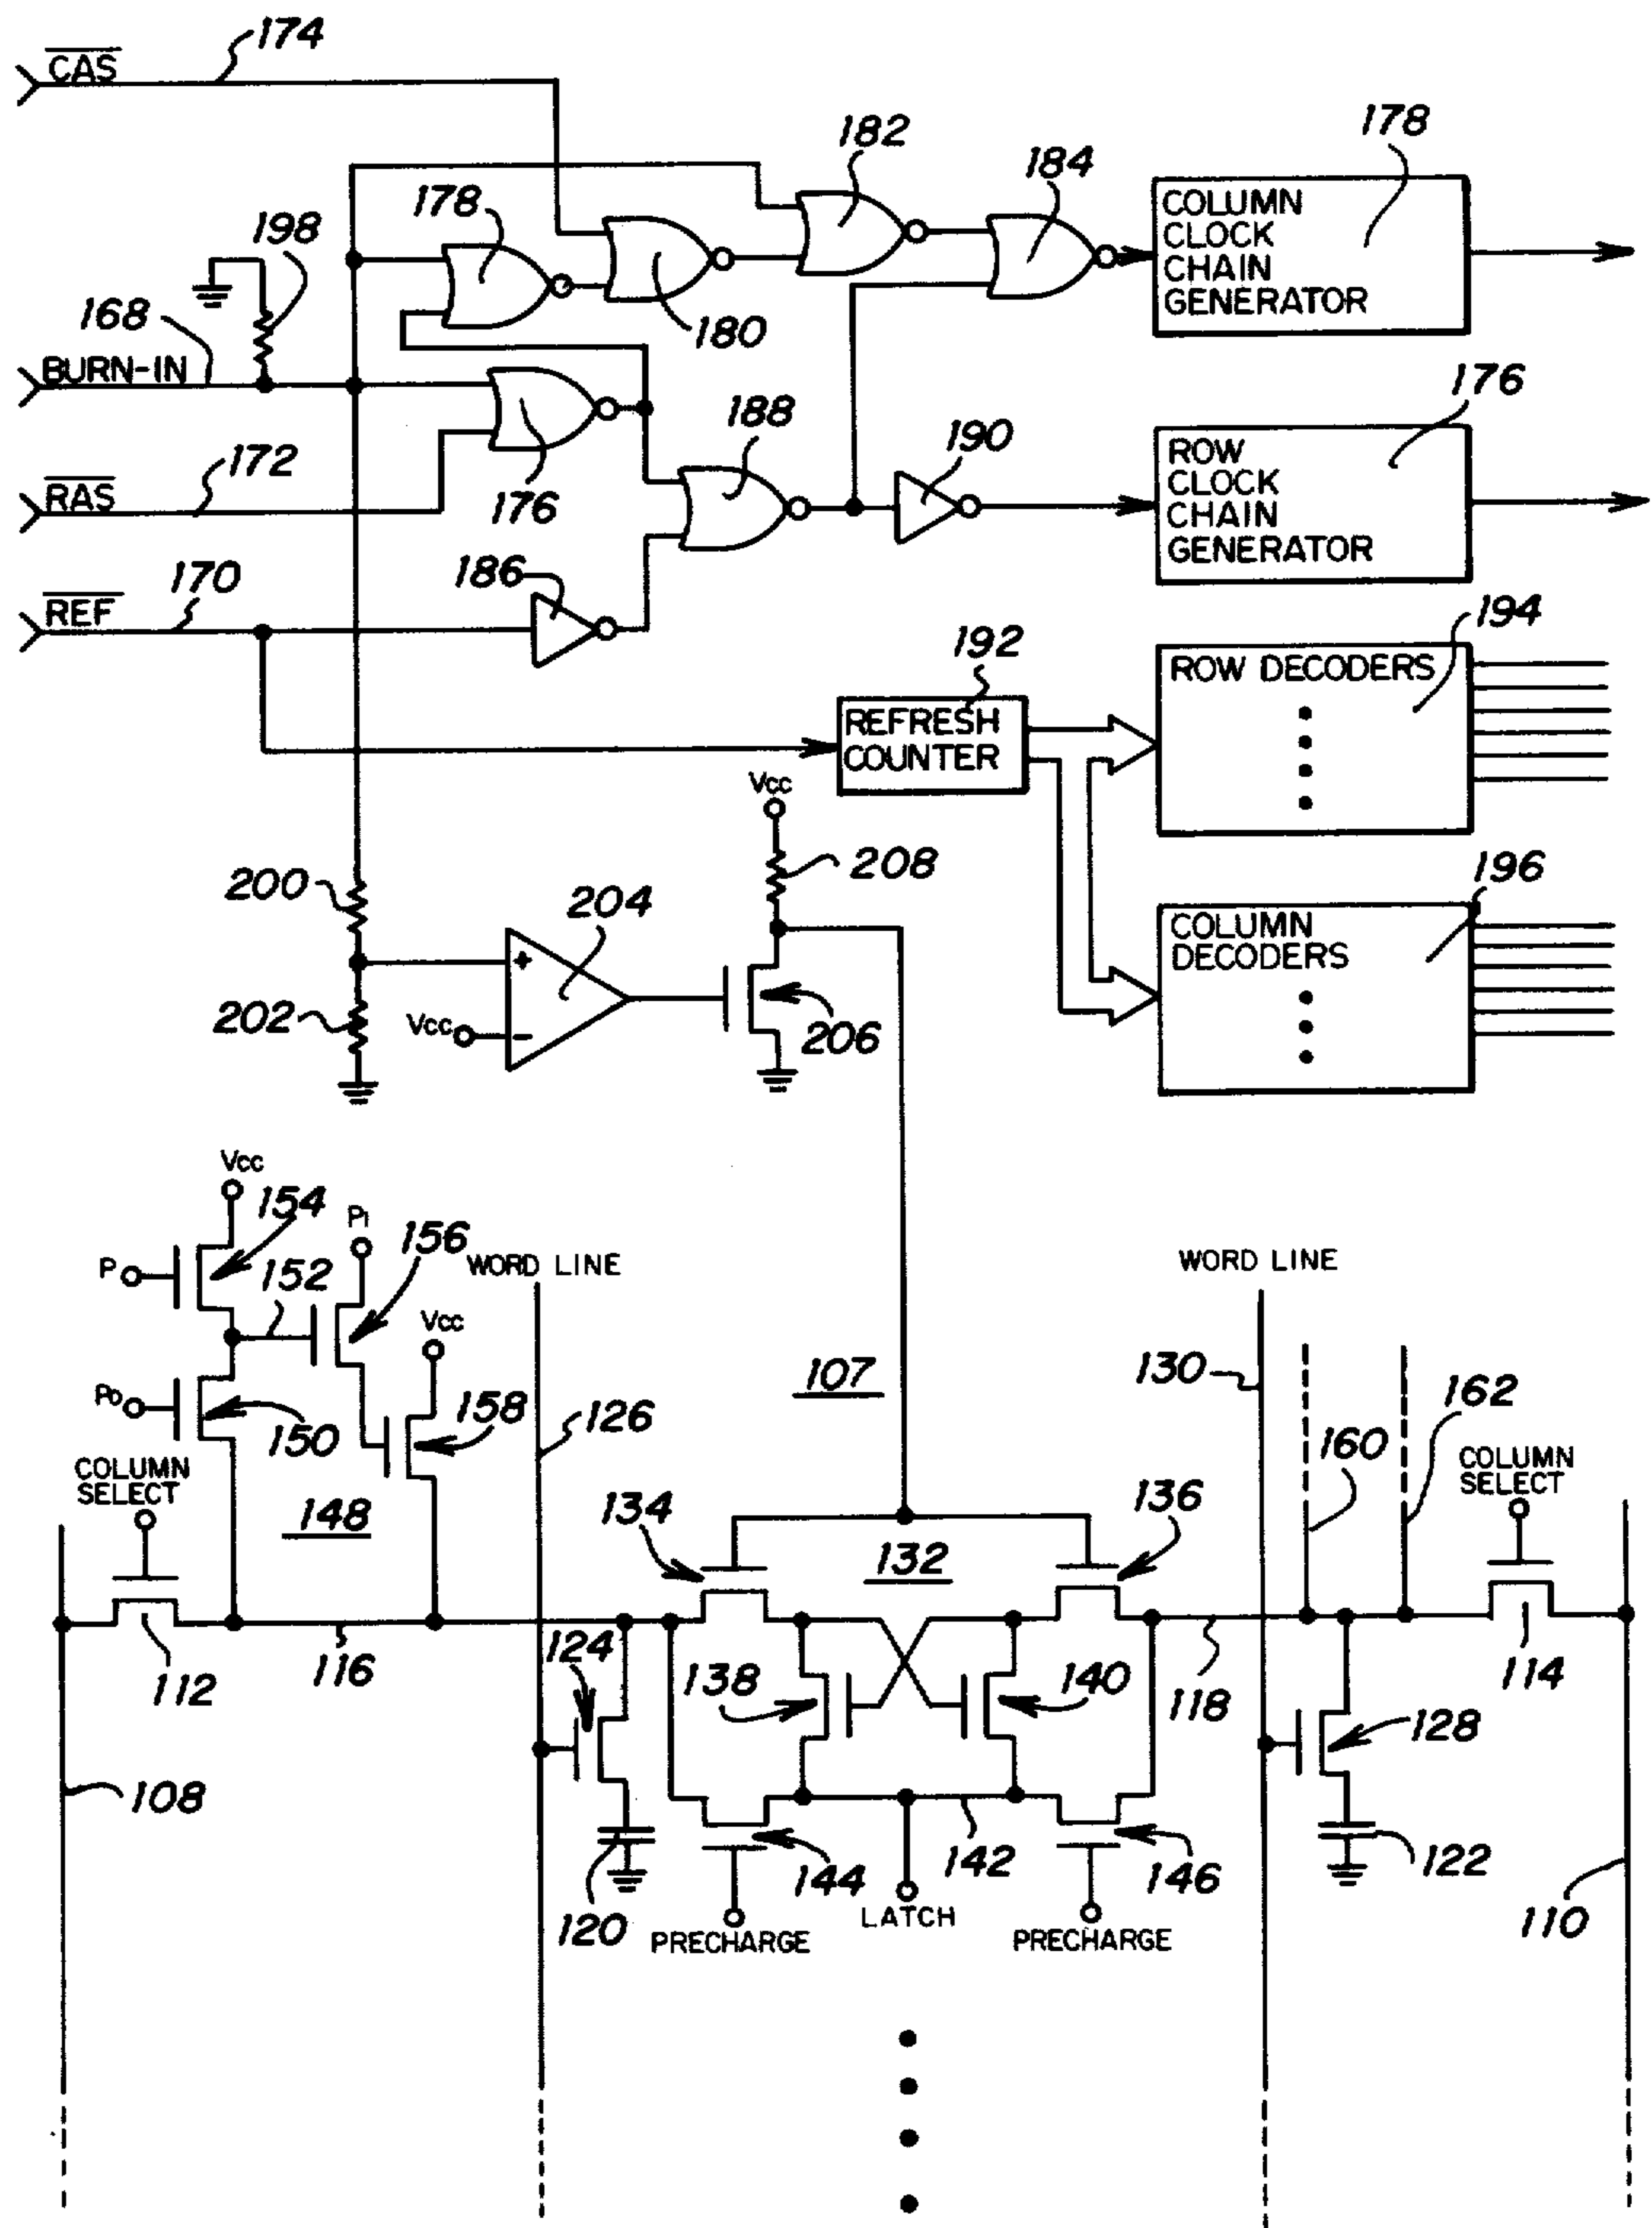 174
CAS
182
178
184
COLUMN
CLOCK
CHAIN
GENERATOR
178
198
180
168
BURN-IN
176
188
190
ROW
CLOCK
CHAIN
GENERATOR
172
RAS
176
170
186
REF
192
194
ROW DECODERS
REFRESH
COUNTER
Vcc
208
200
204
196
COLUMN
DECODERS
+
202
Vcc
-
206
Vcc
154
P1
156
WORD LINE
WORD LINE
P
152
Vcc
107
130
162
P0
158
126
150
160
COLUMN
SELECT
COLUMN
SELECT
148
134
136
132
124
116
138
140
112
118
114
128
108
144
142
146
122
120
LATCH
110
PRECHARGE
PRECHARGE